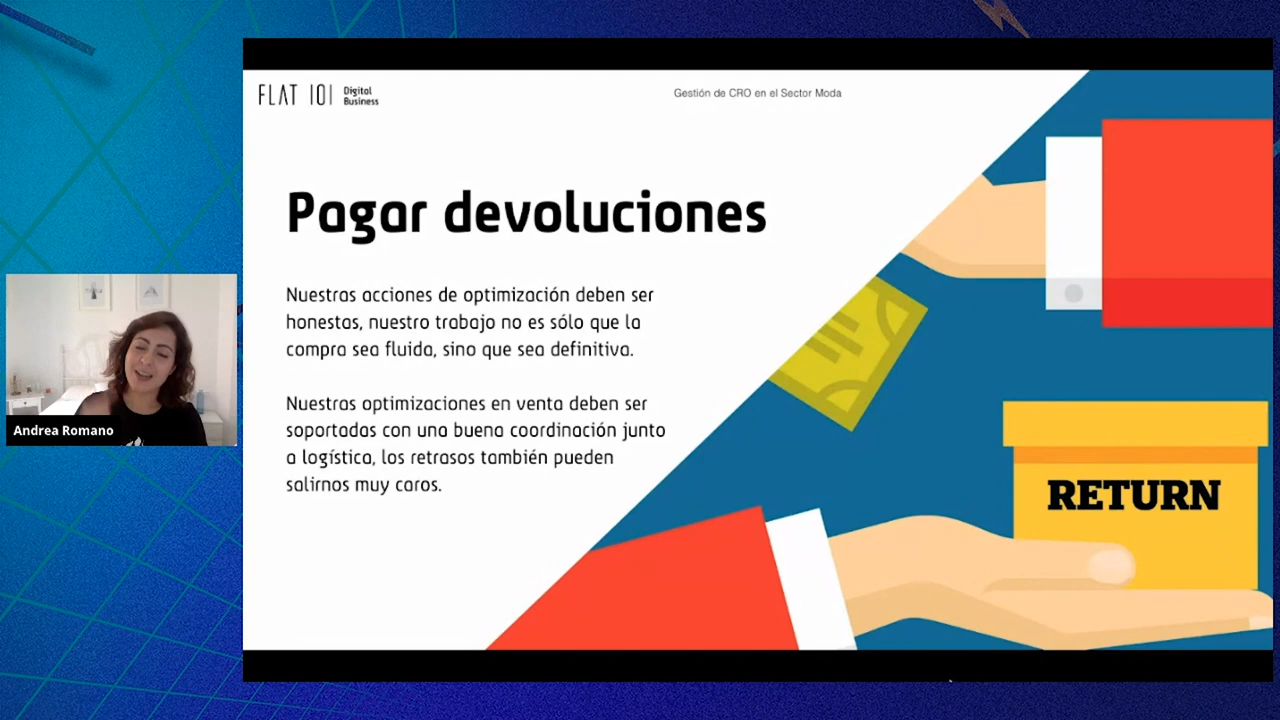 FLAT 101 Digital Business
Gestión de CRO en el Sector Moda
Pagar devoluciones
Nuestras acciones de optimización deben ser
honestas, nuestro trabajo no es sólo que la
compra sea fluida, sino que sea definitiva.
Nuestras optimizaciones en venta deben ser
soportadas con una buena coordinación junto
a logística, los retrasos también pueden
salirnos muy caros.
RETURN
Andrea Romano